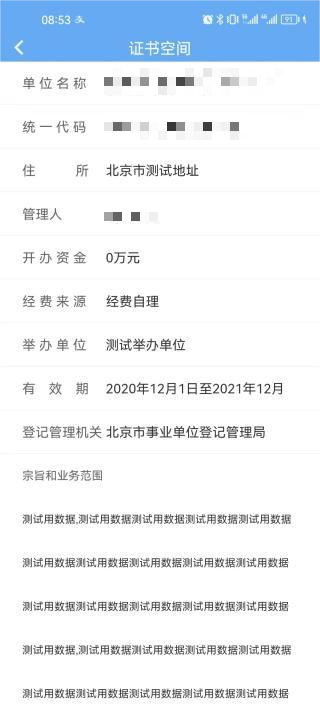 08:53
91
证书空间
单位名称
统一代码
住 所 北京市测试地址
管理人
开办资金 0万元
经费来源 经费自理
举办单位 测试举办单位
有 效 期 2020年12月1日至2021年12月
登记管理机关 北京市事业单位登记管理局
宗旨和业务范围
测试用数据,测试用数据测试用数据测试用数据测试用数据
测试用数据测试用数据测试用数据测试用数据测试用数据
测试用数据测试用数据测试用数据测试用数据测试用数据
测试用数据,测试用数据测试用数据测试用数据测试用数据
测试用数据测试用数据测试用数据测试用数据测试用数据